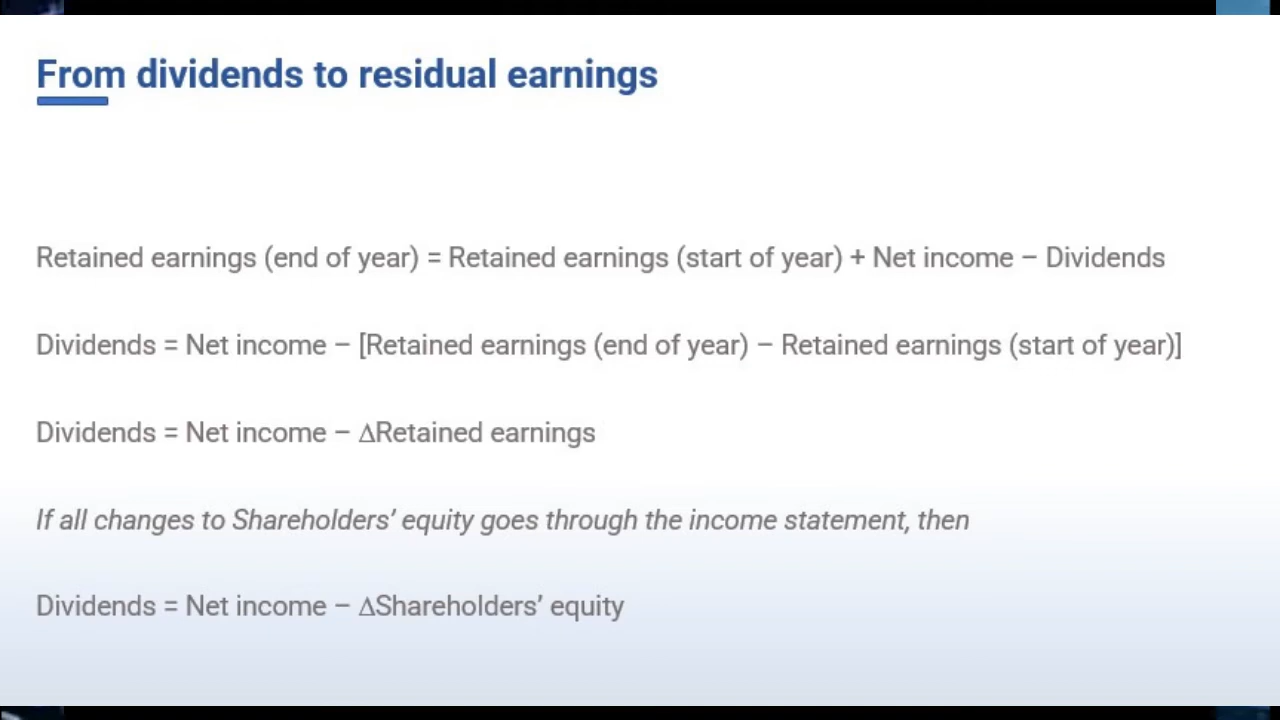 From dividends to residual earnings
Retained earnings (end of year) = Retained earnings (start of year) + Net income – Dividends
Dividends = Net income – [Retained earnings (end of year) – Retained earnings (start of year)]
Dividends = Net income – ΔRetained earnings
If all changes to Shareholders’ equity goes through the income statement, then
Dividends = Net income – ΔShareholders’ equity